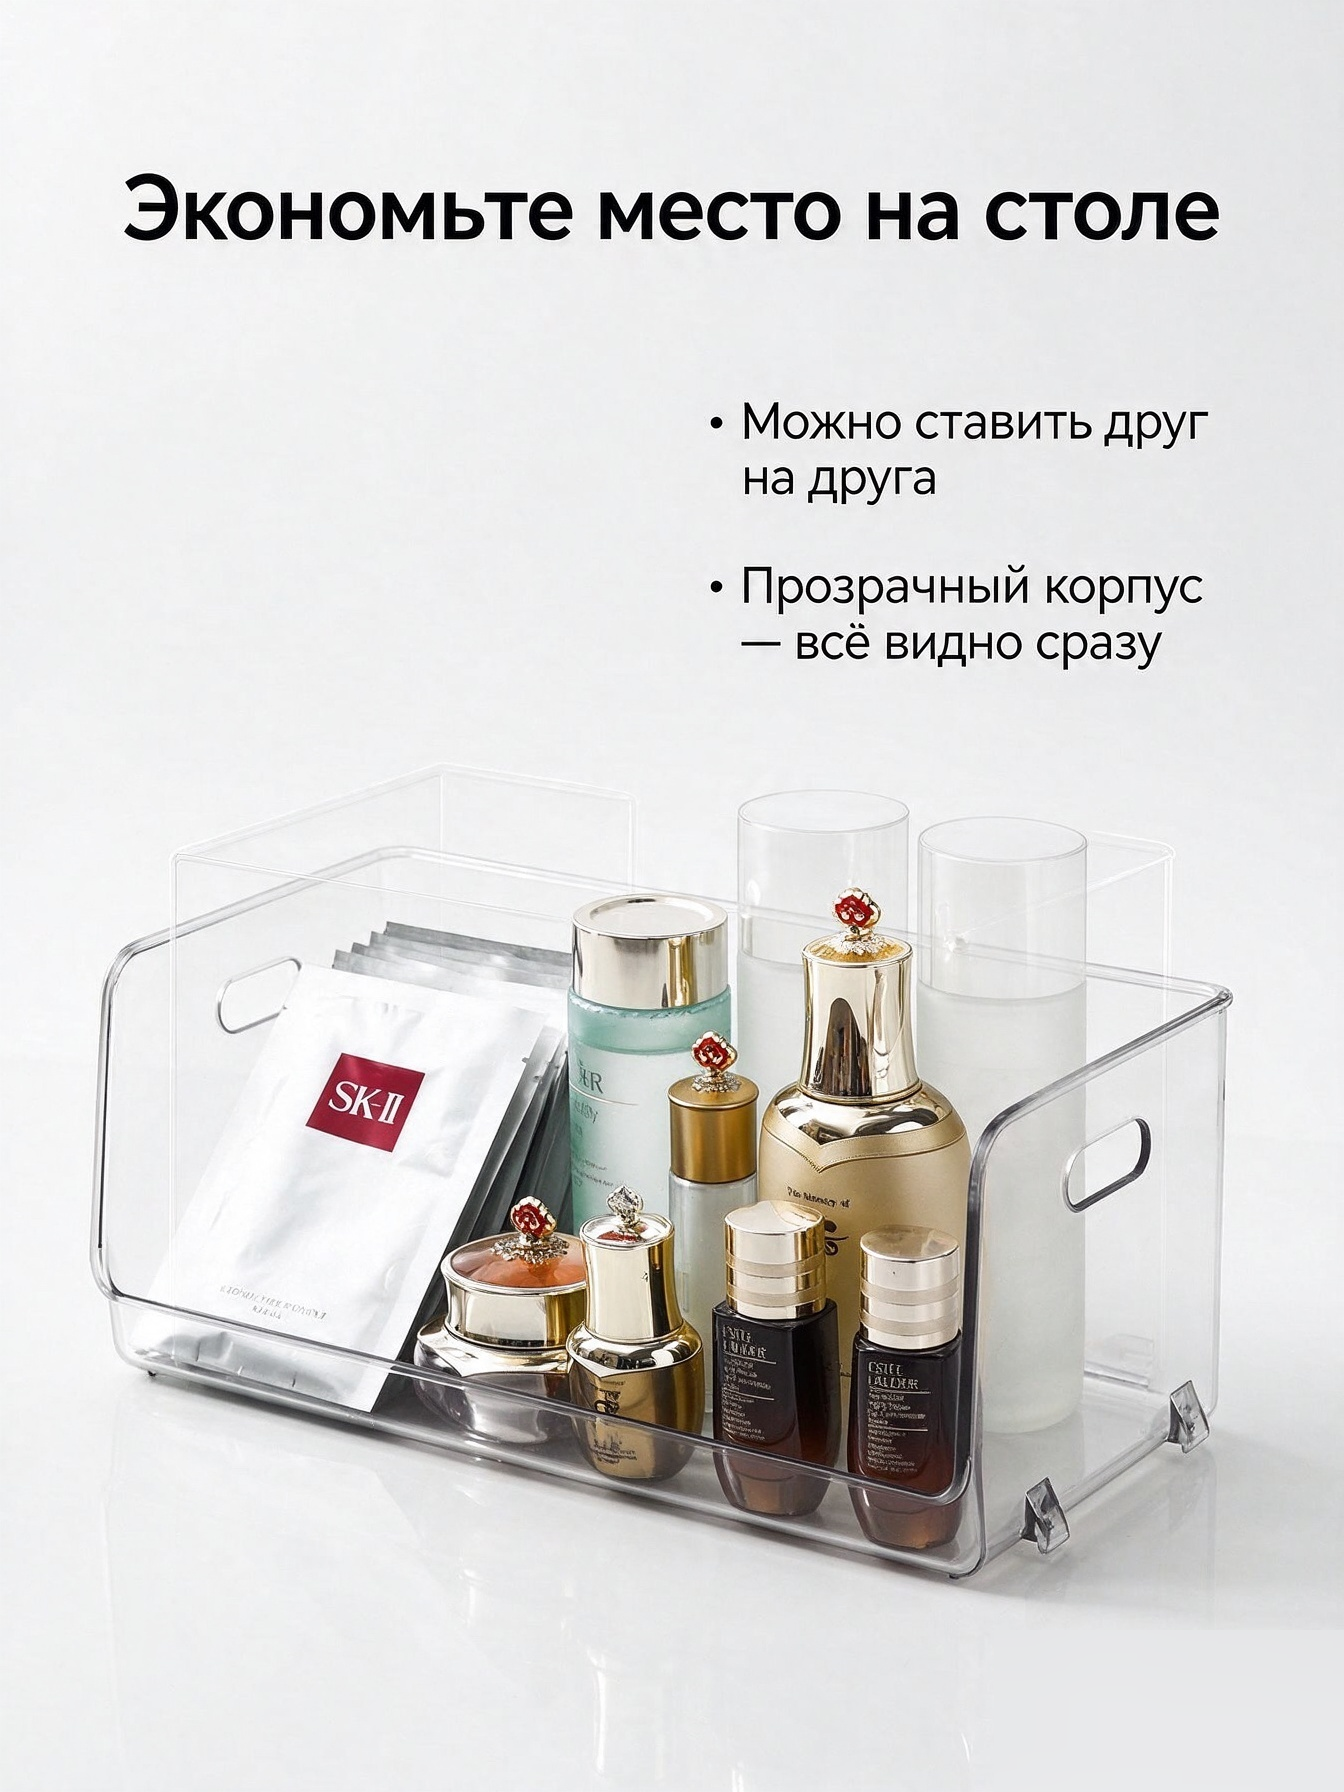 Экономьте место на столе
• Можно ставить друг
на друга
• Прозрачный корпус
— всё видно сразу
SK-II